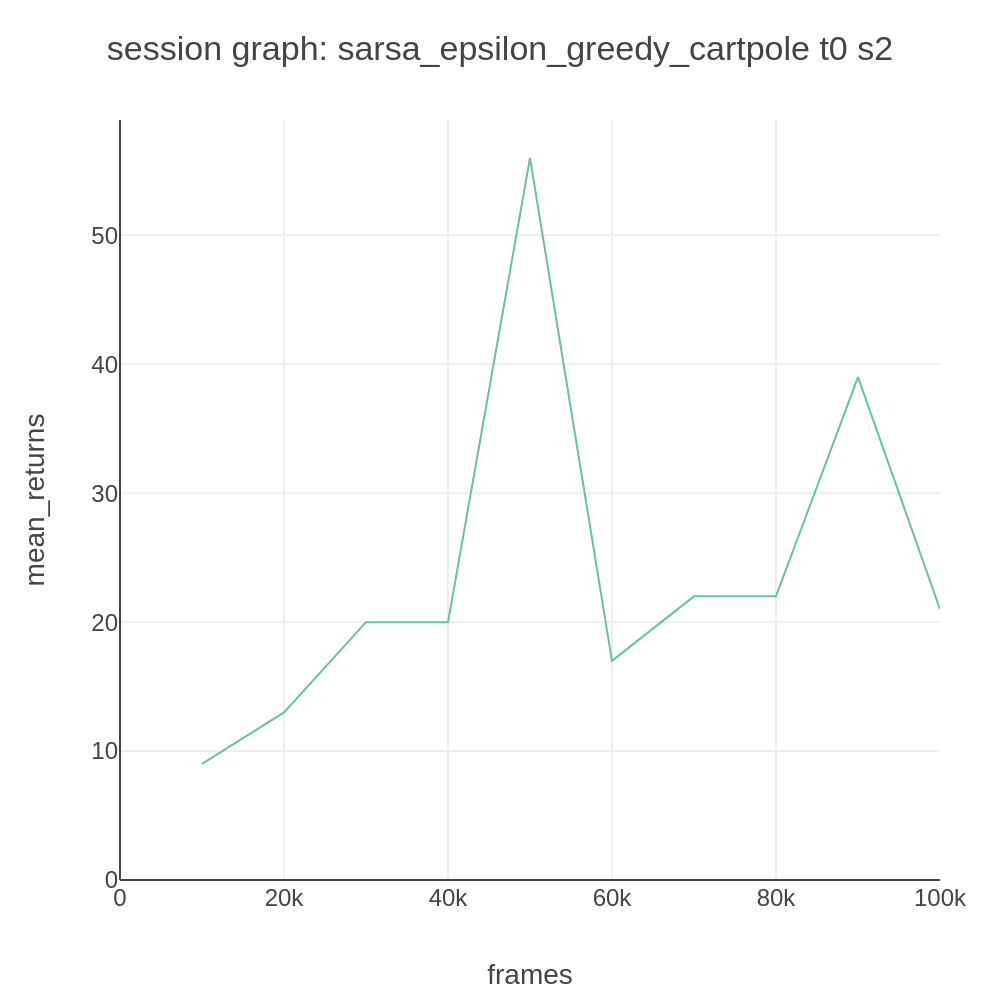 session graph: sarsa_epsilon_greedy_cartpole t0 s2
50
40
30
20
10
0
mean_returns
0
20k
40k
60k
80k
100k
frames